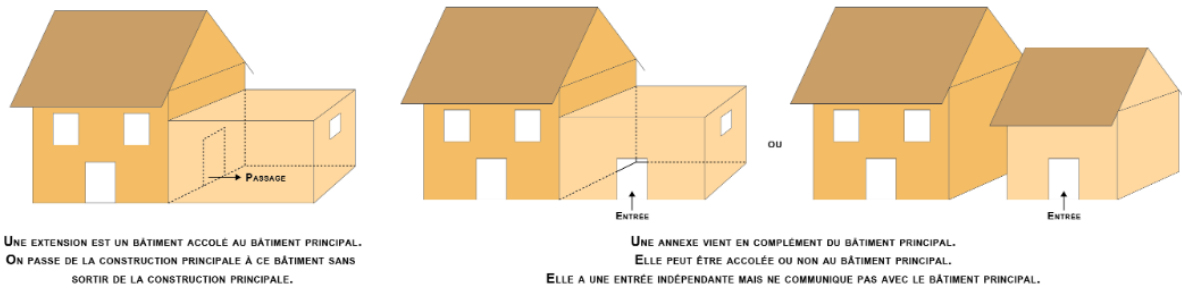 PASSAGE
ENTRÉE
OU
ENTRÉE
UNE EXTENSION EST UN BÂTIMENT ACCOLÉ AU BÂTIMENT PRINCIPAL.
ON PASSE DE LA CONSTRUCTION PRINCIPALE À CE BÂTIMENT SANS
SORTIR DE LA CONSTRUCTION PRINCIPALE.
UNE ANNEXE VIENT EN COMPLÉMENT DU BÂTIMENT PRINCIPAL.
ELLE PEUT ÊTRE ACCOLÉE OU NON AU BÂTIMENT PRINCIPAL.
ELLE A UNE ENTRÉE INDÉPENDANTE MAIS NE COMMUNIQUE PAS AVEC LE BÂTIMENT PRINCIPAL.